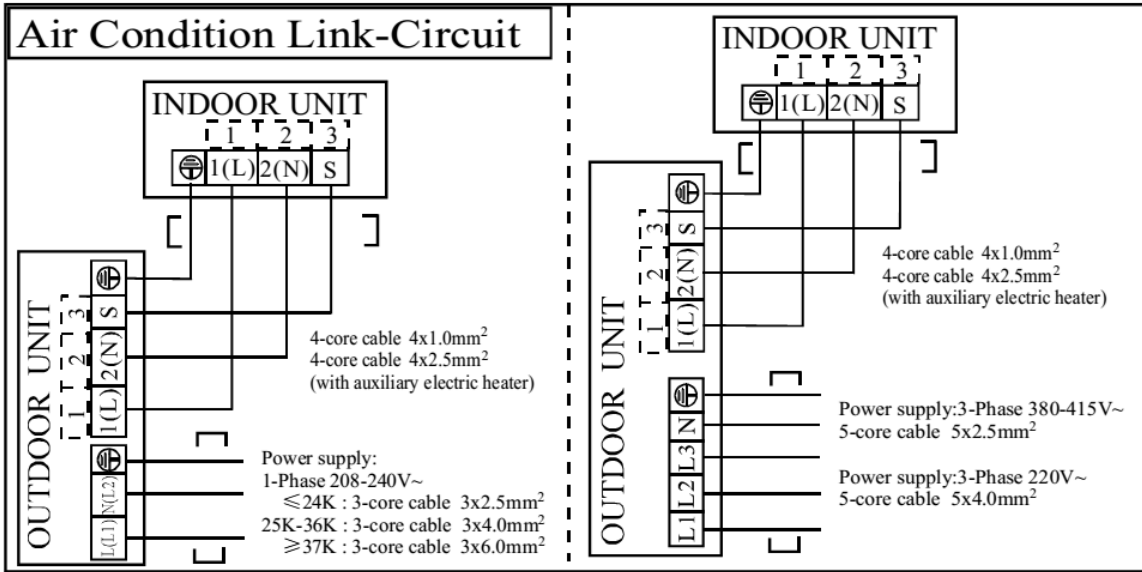 Air Condition Link-Circuit
INDOOR UNIT
1 2 3
1(L) 2(N) S
OUTDOOR UNIT
3 S
2 2(N)
1 1(L)
N(L2)
L(L1)
4-core cable 4x1.0mm²
4-core cable 4x2.5mm²
(with auxiliary electric heater)
Power supply:
1-Phase 208-240V~
≤24K : 3-core cable 3x2.5mm²
25K-36K : 3-core cable 3x4.0mm²
≥37K : 3-core cable 3x6.0mm²
INDOOR UNIT
1 2 3
1(L) 2(N) S
OUTDOOR UNIT
3 S
2 2(N)
1 1(L)
N
L3
L2
L1
4-core cable 4x1.0mm²
4-core cable 4x2.5mm²
(with auxiliary electric heater)
Power supply:3-Phase 380-415V~
5-core cable 5x2.5mm²
Power supply:3-Phase 220V~
5-core cable 5x4.0mm²